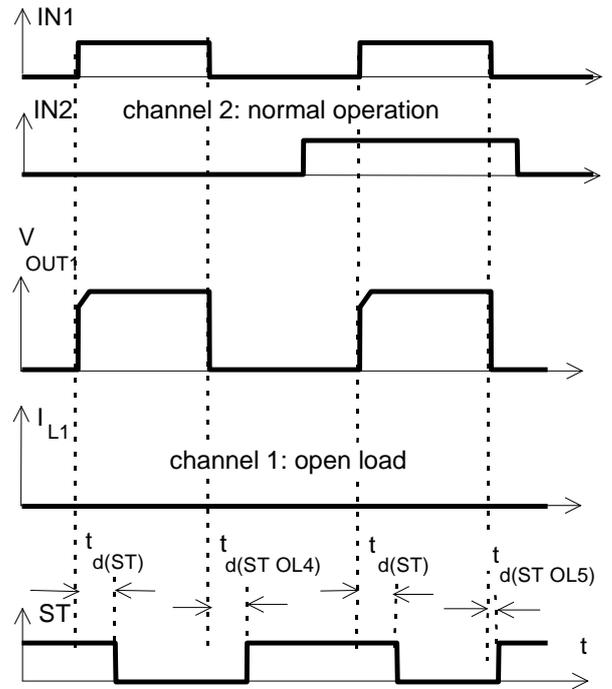 IN1
IN2
channel 2: normal operation
V
OUT1
I
L1
channel 1: open load
t
d(ST)
t
d(ST OL4)
t
d(ST)
t
d(ST OL5)
ST
t